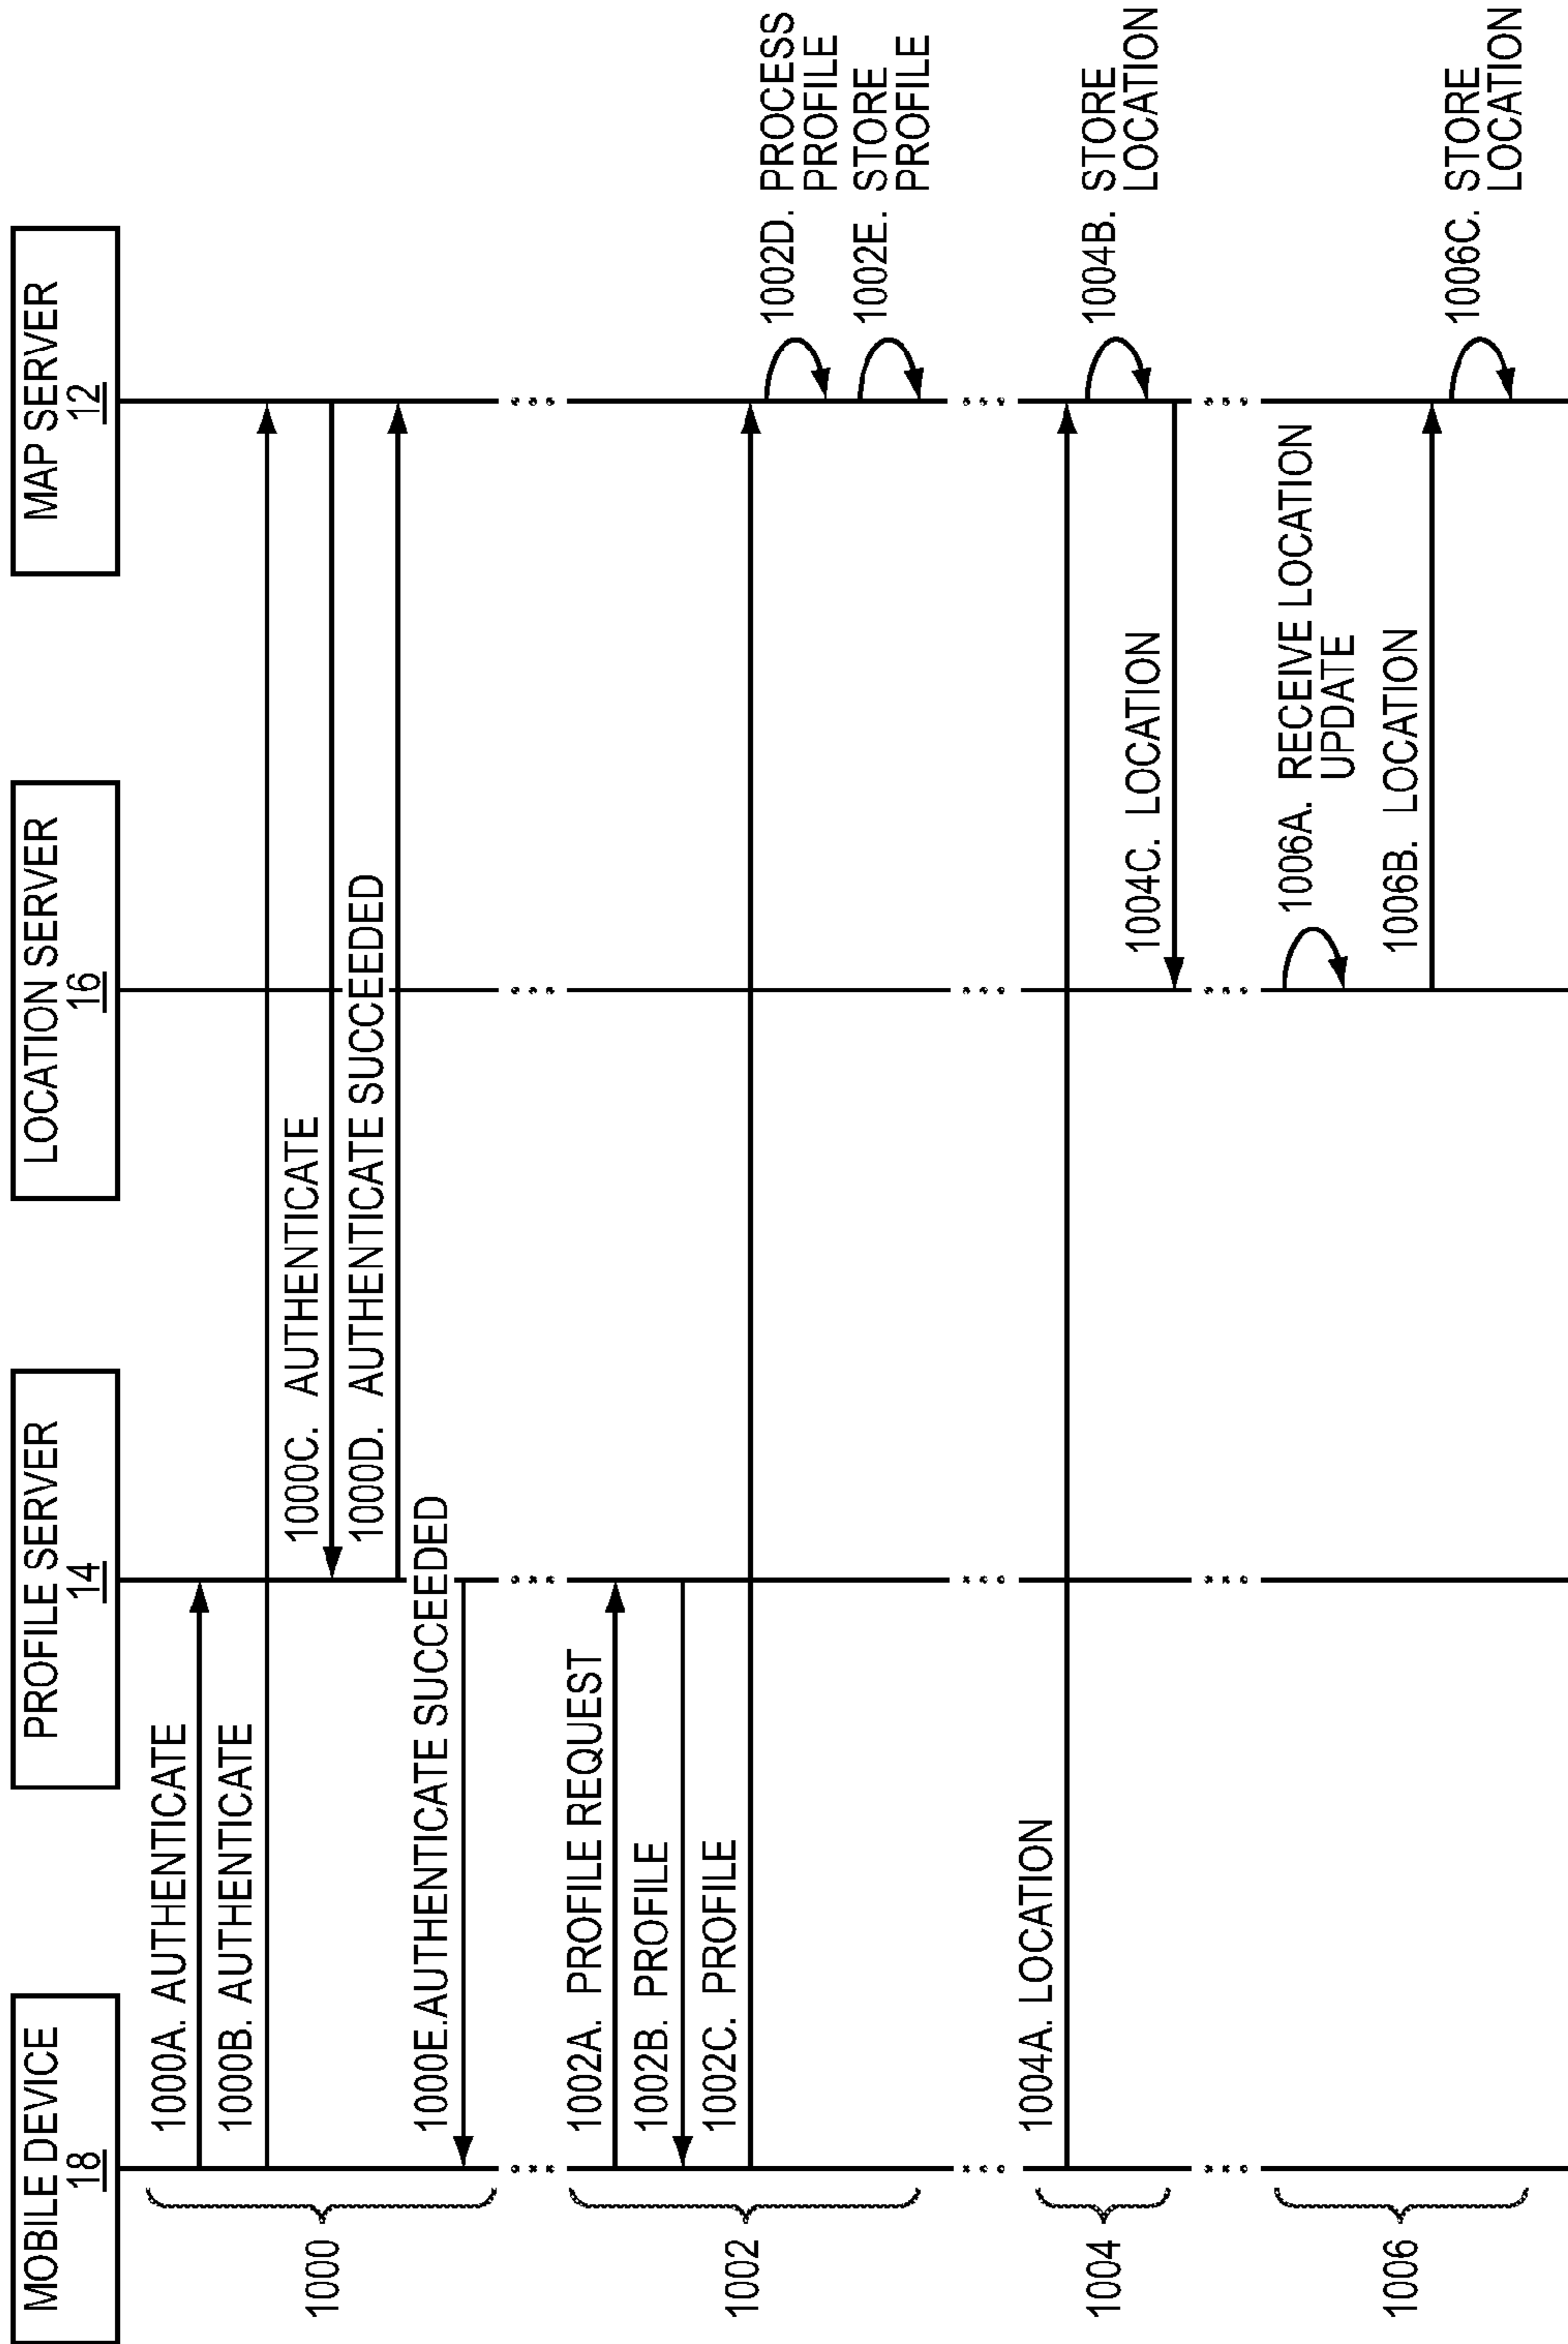 MOBILE DEVICE
18
PROFILE SERVER
14
LOCATION SERVER
16
MAP SERVER
12
1000
1000A. AUTHENTICATE
1000B. AUTHENTICATE
1000C. AUTHENTICATE
1000D. AUTHENTICATE SUCCEEDED
1000E.AUTHENTICATE SUCCEEDED
1002
1002A. PROFILE REQUEST
1002B. PROFILE
1002C. PROFILE
1002D. PROCESS
PROFILE
1002E. STORE
PROFILE
1004
1004A. LOCATION
1004B. STORE
LOCATION
1004C. LOCATION
1006
1006A. RECEIVE LOCATION
UPDATE
1006B. LOCATION
1006C. STORE
LOCATION